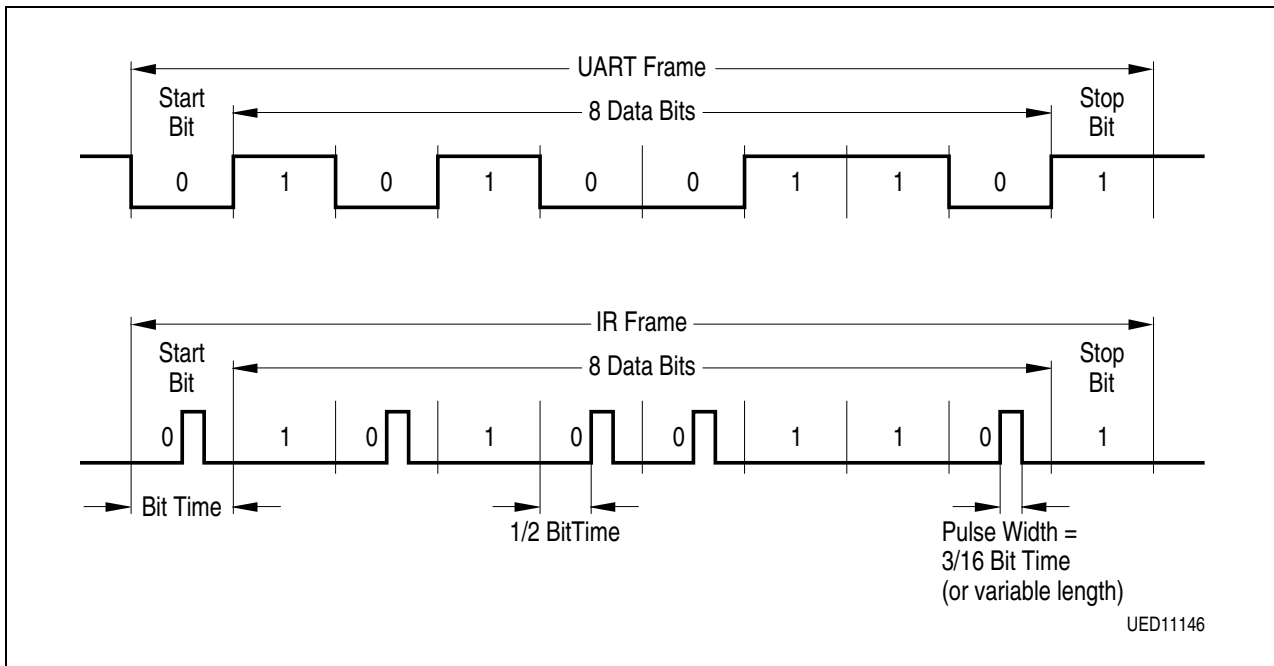 UART Frame
Start
Bit
8 Data Bits
Stop
Bit
0 1 0 1 0 0 1 1 0 1
IR Frame
Start
Bit
8 Data Bits
Stop
Bit
0 1 0 1 0 0 1 1 0 1
Bit Time
1/2 BitTime
Pulse Width =
3/16 Bit Time
(or variable length)
UED11146